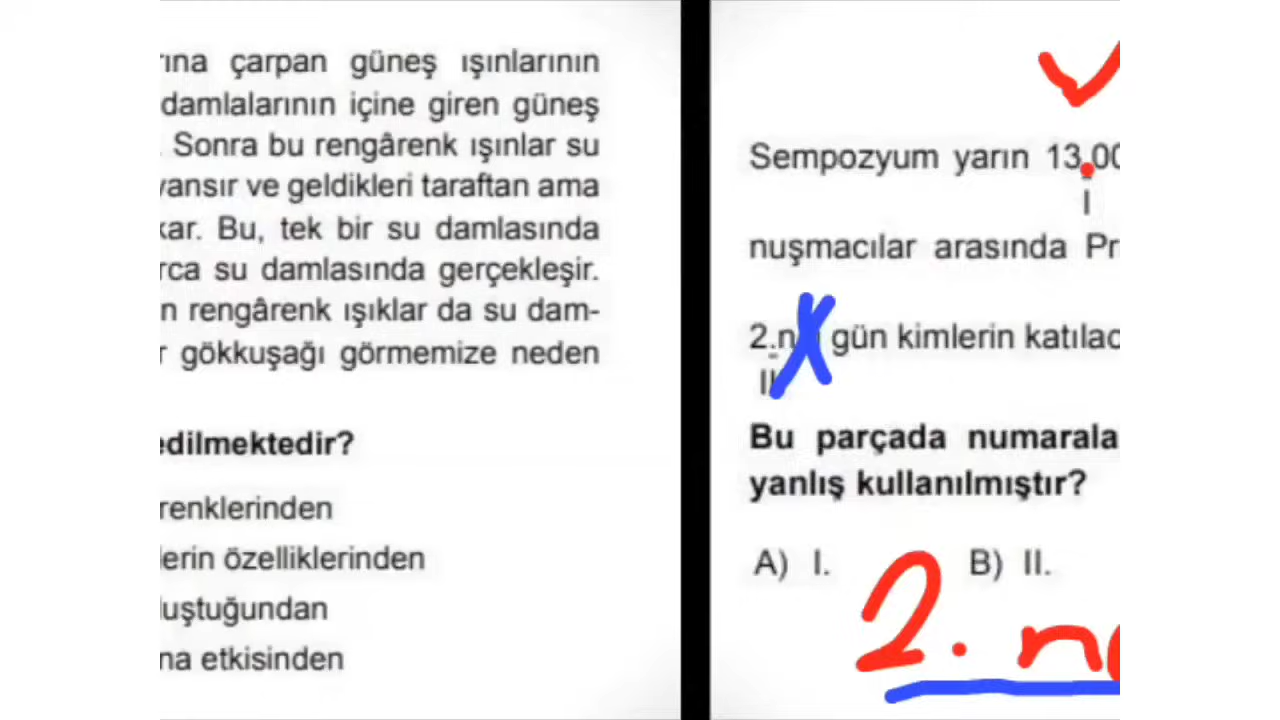 rına çarpan güneş ışınlarının
damlalarının içine giren güneş
. Sonra bu rengârenk ışınlar su
yansır ve geldikleri taraftan ama
kar. Bu, tek bir su damlasında
rca su damlasında gerçekleşir.
n rengârenk ışıklar da su dam-
r gökkuşağı görmemize neden
edilmektedir?
renklerinden
lerin özelliklerinden
luştuğundan
na etkisinden
Sempozyum yarın 13.00
I
nuşmacılar arasında Pr
gün kimlerin katılac
II
Bu parçada numarala
yanlış kullanılmıştır?
A) I. B) II.
2.